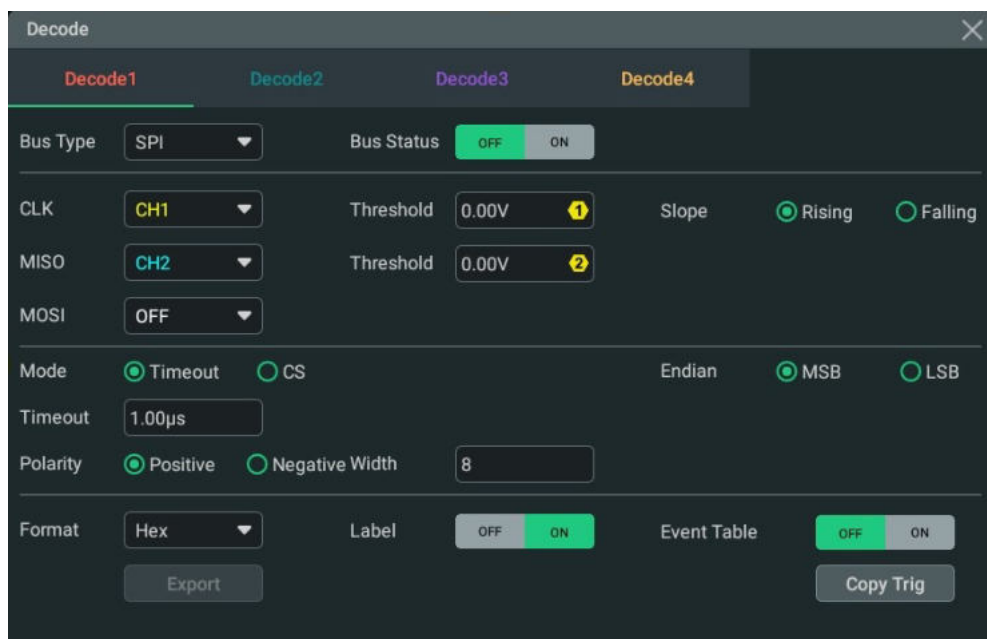 Decode
Decode1 Decode2 Decode3 Decode4
Bus Type SPI Bus Status OFF ON
CLK CH1 Threshold 0.00V 1 Slope Rising Falling
MISO CH2 Threshold 0.00V 2
MOSI OFF
Mode Timeout CS Endian MSB LSB
Timeout 1.00µs
Polarity Positive Negative Width 8
Format Hex Label OFF ON Event Table OFF ON
Export Copy Trig